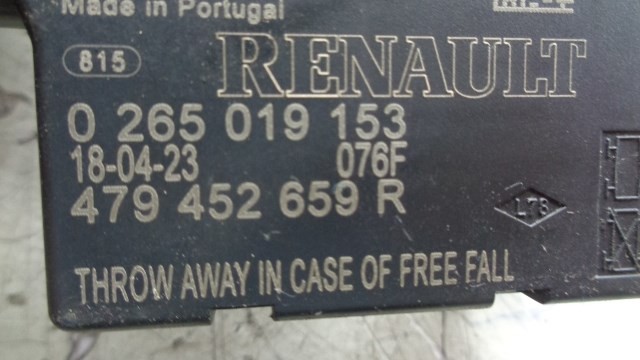 Made in Portugal
815
RENAULT
0 265 019 153
18-04-23 076F
479 452 659 R
L78
THROW AWAY IN CASE OF FREE FALL